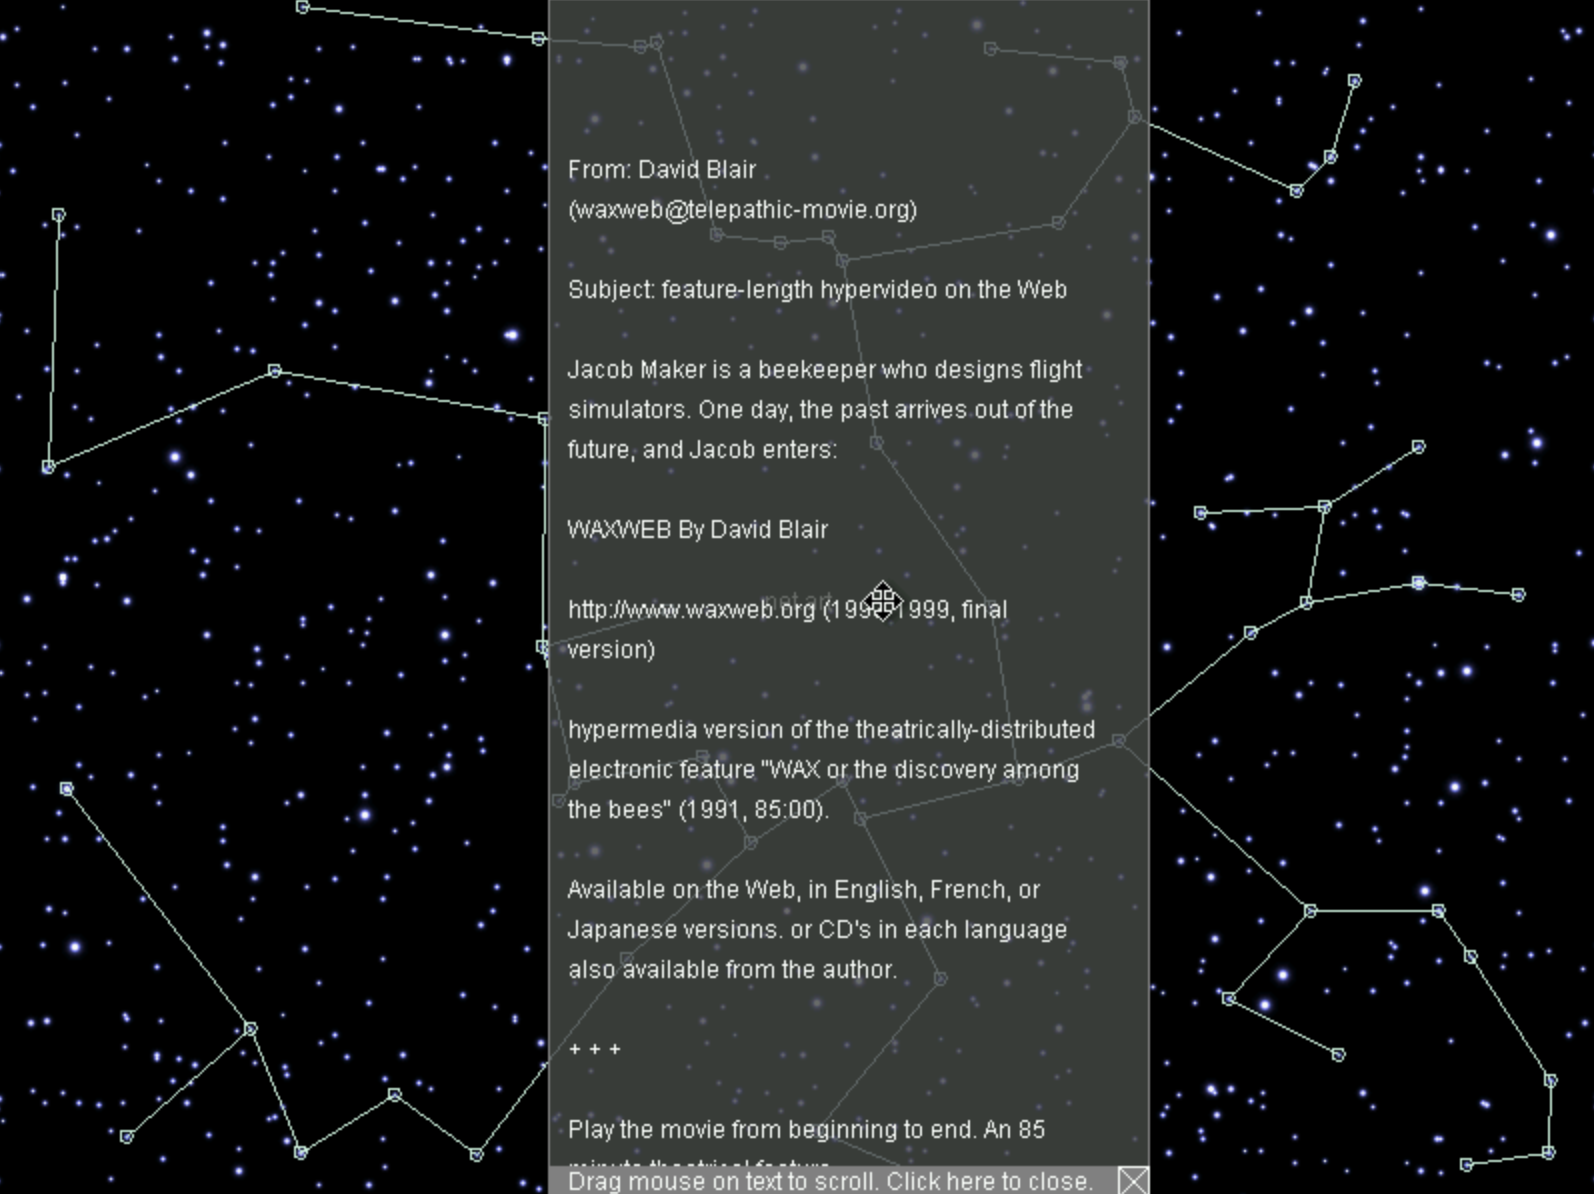 From: David Blair
(waxweb@telepathic-movie.org)
Subject: feature-length hypervideo on the Web
Jacob Maker is a beekeeper who designs flight
simulators. One day, the past arrives out of the
future, and Jacob enters:
WAXWEB By David Blair
net art
http://www.waxweb.org 1999, final
version)
hypermedia version of the theatrically-distributed
electronic feature "WAX or the discovery among
the bees" (1991, 85:00).
Available on the Web, in English, French, or
Japanese versions. or CD's in each language
also available from the author.
+ + +
Play the movie from beginning to end. An 85
minute theatrical feature
Drag mouse on text to scroll. Click here to close.